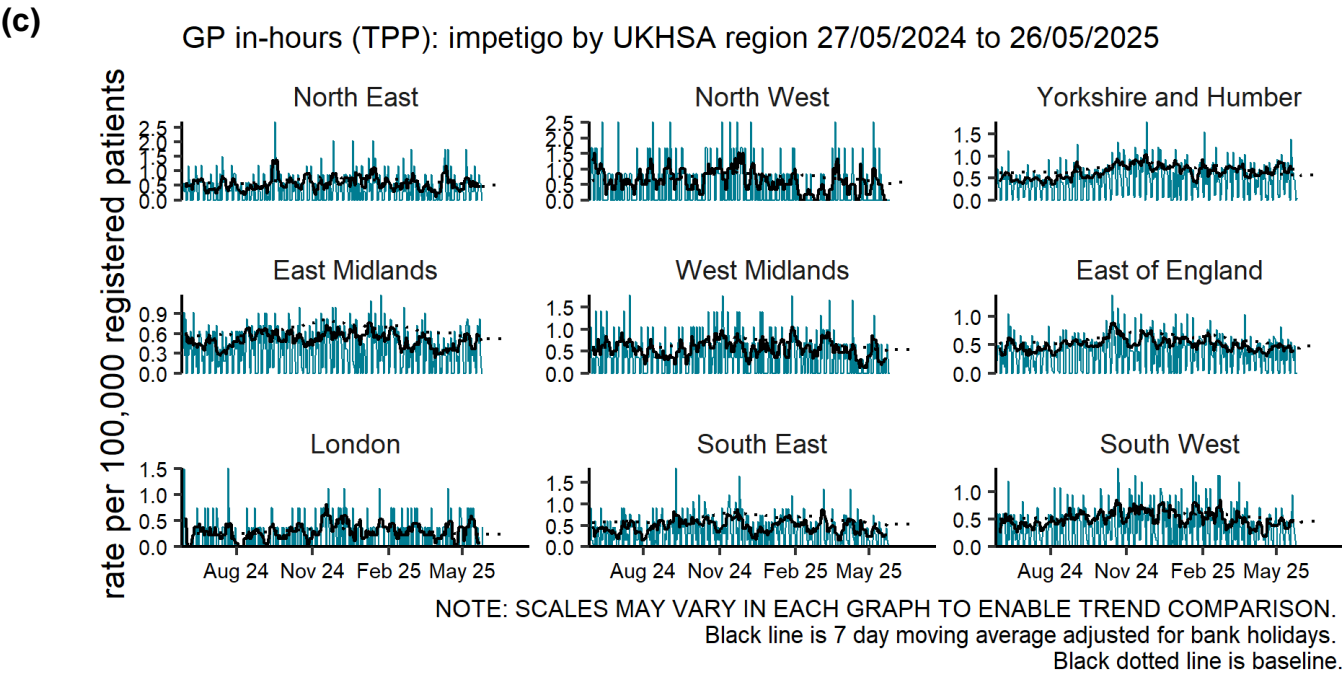 (c)
GP in-hours (TPP): impetigo by UKHSA region 27/05/2024 to 26/05/2025
rate per 100,000 registered patients
North East
2.5
2.0
1.5
1.0
0.5
0.0
North West
2.5
2.0
1.5
1.0
0.5
0.0
Yorkshire and Humber
1.5
1.0
0.5
0.0
East Midlands
0.9
0.6
0.3
0.0
West Midlands
1.5
1.0
0.5
0.0
East of England
1.0
0.5
0.0
London
1.5
1.0
0.5
0.0
Aug 24 Nov 24 Feb 25 May 25
South East
1.5
1.0
0.5
0.0
Aug 24 Nov 24 Feb 25 May 25
South West
1.0
0.5
0.0
Aug 24 Nov 24 Feb 25 May 25
NOTE: SCALES MAY VARY IN EACH GRAPH TO ENABLE TREND COMPARISON.
Black line is 7 day moving average adjusted for bank holidays.
Black dotted line is baseline.